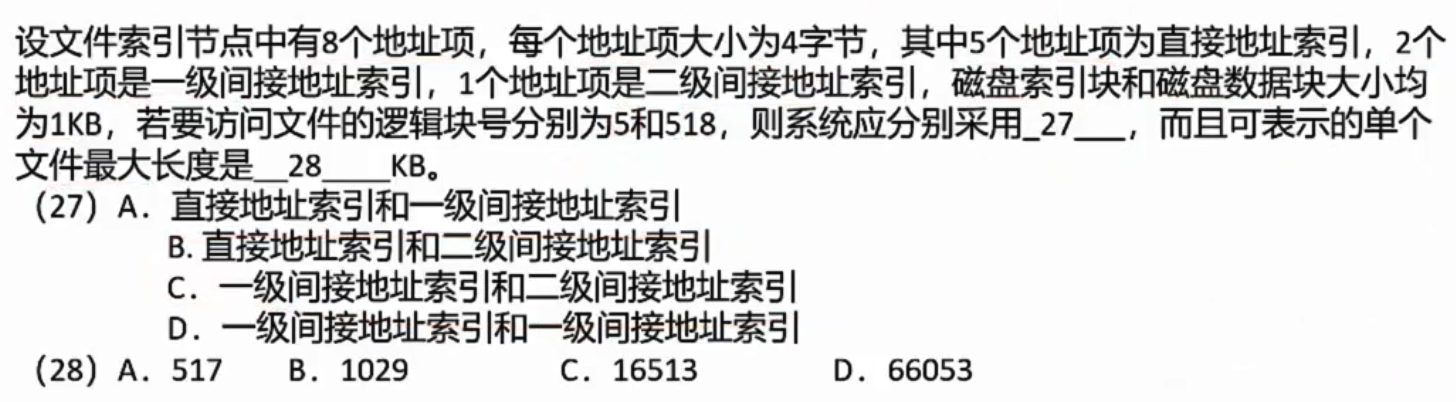 设文件索引节点中有8个地址项，每个地址项大小为4字节，其中5个地址项为直接地址索引，2个
地址项是一级间接地址索引，1个地址项是二级间接地址索引，磁盘索引块和磁盘数据块大小均
为1KB，若要访问文件的逻辑块号分别为5和518，则系统应分别采用_27___，而且可表示的单个
文件最大长度是__28____KB。
（27）A．直接地址索引和一级间接地址索引
B. 直接地址索引和二级间接地址索引
C．一级间接地址索引和二级间接地址索引
D．一级间接地址索引和一级间接地址索引
（28）A．517 B．1029 C．16513 D．66053